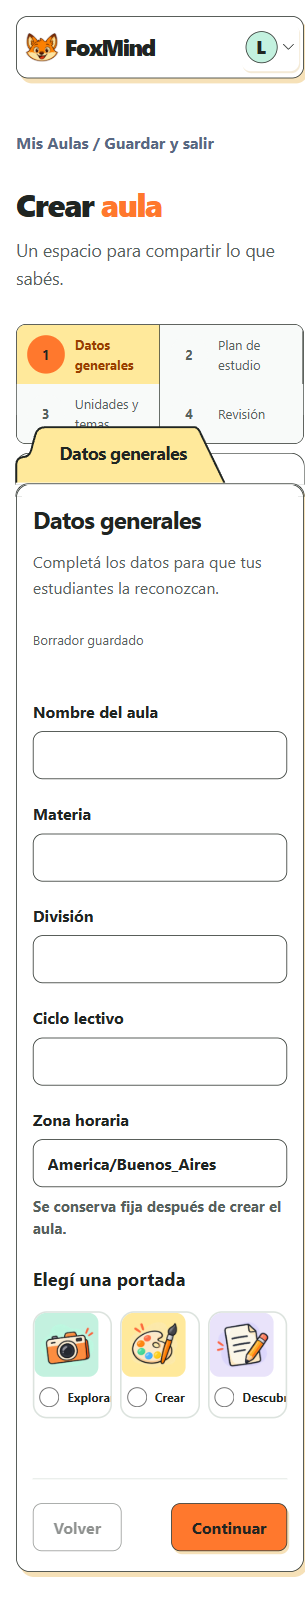 FoxMind
L
Mis Aulas / Guardar y salir
Crear aula
Un espacio para compartir lo que
sabés.
1
Datos
generales
2
Plan de
estudio
3
Unidades y
temas
4
Revisión
Datos generales
Datos generales
Completá los datos para que tus
estudiantes la reconozcan.
Borrador guardado
Nombre del aula
Materia
División
Ciclo lectivo
Zona horaria
America/Buenos_Aires
Se conserva fija después de crear el
aula.
Elegí una portada
Explora
Crear
Descub
Volver
Continuar